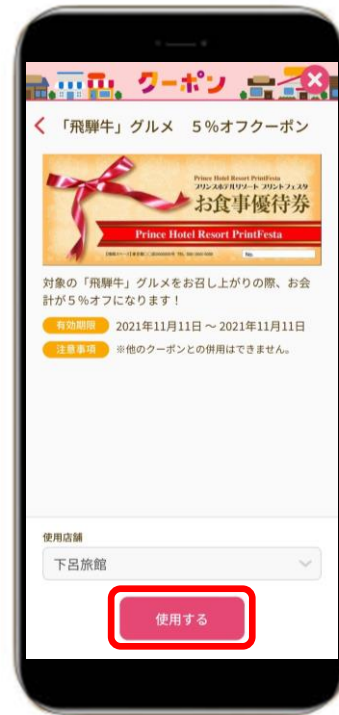 クーポン
「飛騨牛」グルメ 5%オフクーポン
Prince Hotel Resort PrintFesta
プリンスホテルリゾート プリントフェスタ
お食事優待券
Prince Hotel Resort PrintFesta
No.
対象の「飛騨牛」グルメをお召し上がりの際、お会
計が5%オフになります!
有効期限 2021年11月11日 ~ 2021年11月11日
注意事項 ※他のクーポンとの併用はできません。
使用店舗
下呂旅館
使用する